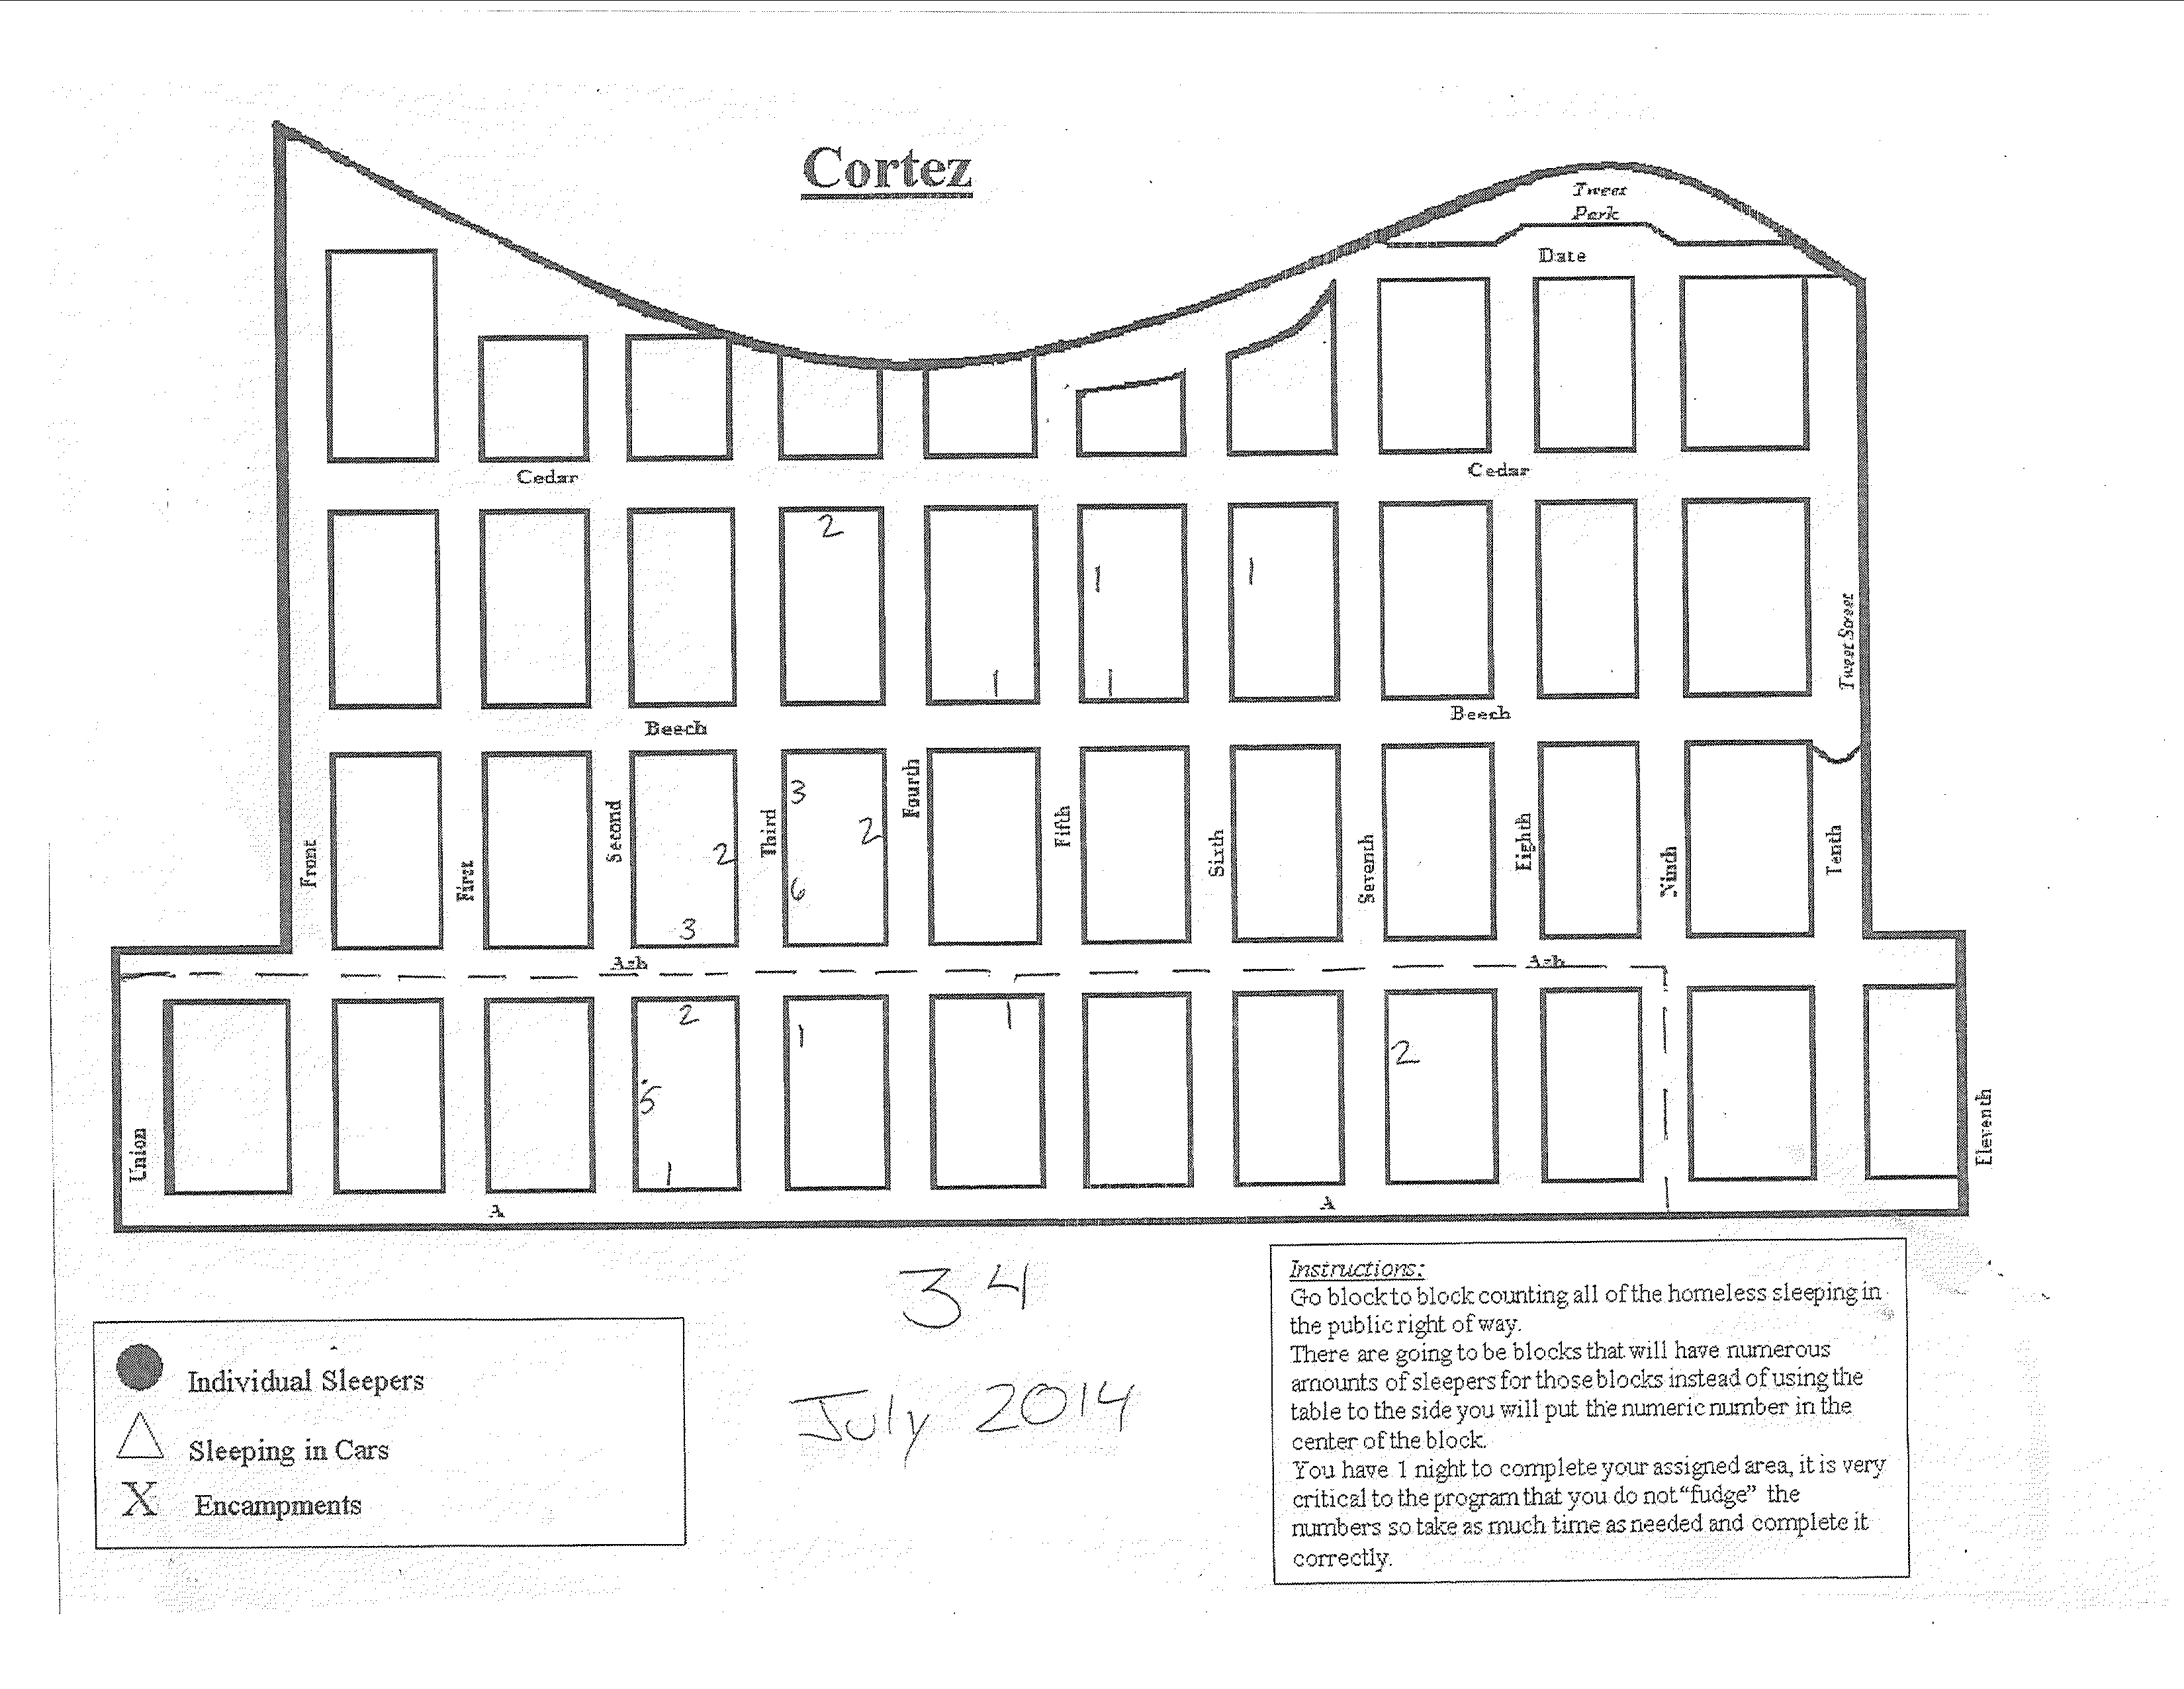 Cortez
Tweet
Park
Date
Cedar
Cedar
2
1
1
1
1
Tweet Street
Beech
Beech
Front
First
Second
Third
Fourth
Fifth
Sixth
Seventh
Eighth
Ninth
Tenth
3
2
2
6
3
Ash
Ash
2
1
1
2
5
1
Union
Eleventh
A
A
34
July 2014
Individual Sleepers
Sleeping in Cars
X Encampments
Instructions:
Go block to block counting all of the homeless sleeping in
the public right of way.
There are going to be blocks that will have numerous
amounts of sleepers for those blocks instead of using the
table to the side you will put the numeric number in the
center of the block.
You have 1 night to complete your assigned area, it is very
critical to the program that you do not "fudge" the
numbers so take as much time as needed and complete it
correctly.